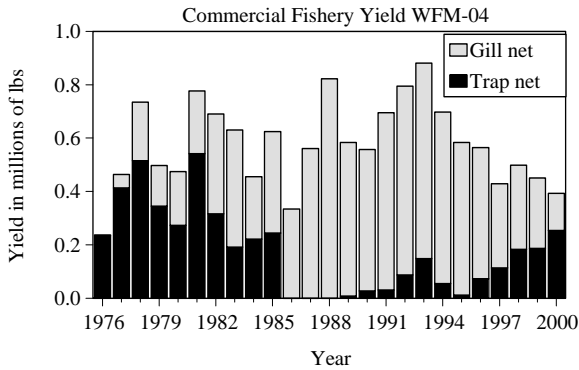 Commercial Fishery Yield WFM-04
1.0
0.8
0.6
0.4
0.2
0.0
Yield in millions of lbs
Gill net
Trap net
1976 1979 1982 1985 1988 1991 1994 1997 2000
Year